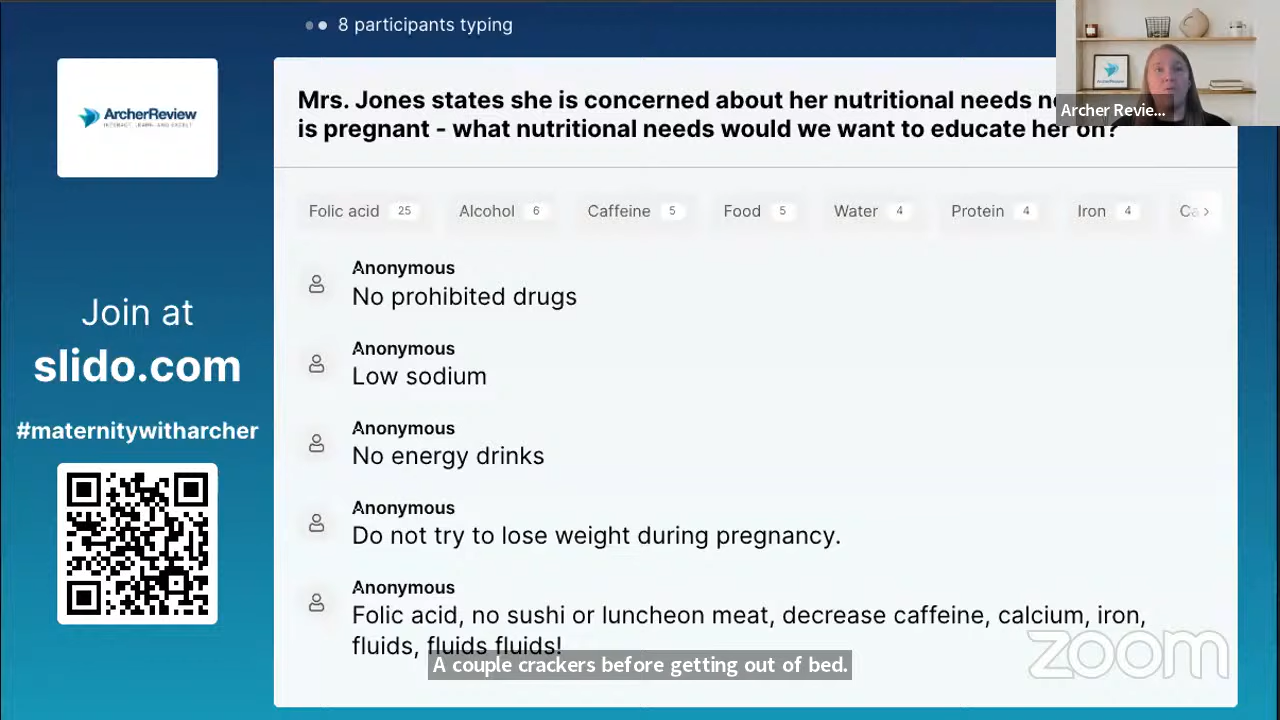 8 participants typing
ArcherReview
Mrs. Jones states she is concerned about her nutritional needs
is pregnant - what nutritional needs would we want to educate her on?
Archer Revie...
Folic acid 25 Alcohol 6 Caffeine 5 Food 5 Water 4 Protein 4 Iron 4
Anonymous
No prohibited drugs
Anonymous
Low sodium
Anonymous
No energy drinks
Anonymous
Do not try to lose weight during pregnancy.
Anonymous
Folic acid, no sushi or luncheon meat, decrease caffeine, calcium, iron,
fluids, fluids fluids!
Join at
slido.com
#maternitywitharcher
A couple crackers before getting out of bed.
zoom